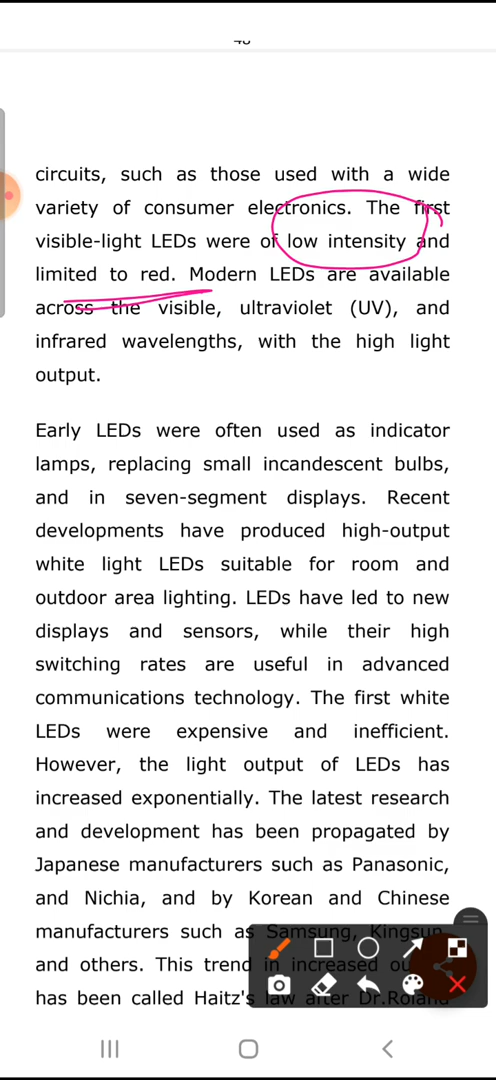 circuits, such as those used with a wide
variety of consumer electronics. The first
visible-light LEDs were of low intensity and
limited to red. Modern LEDs are available
across the visible, ultraviolet (UV), and
infrared wavelengths, with the high light
output.
Early LEDs were often used as indicator
lamps, replacing small incandescent bulbs,
and in seven-segment displays. Recent
developments have produced high-output
white light LEDs suitable for room and
outdoor area lighting. LEDs have led to new
displays and sensors, while their high
switching rates are useful in advanced
communications technology. The first white
LEDs were expensive and inefficient.
However, the light output of LEDs has
increased exponentially. The latest research
and development has been propagated by
Japanese manufacturers such as Panasonic,
and Nichia, and by Korean and Chinese
manufacturers such as Samsung, Kingsun,
and others. This trend in increased
has been called Haitz's law after Dr.Roland